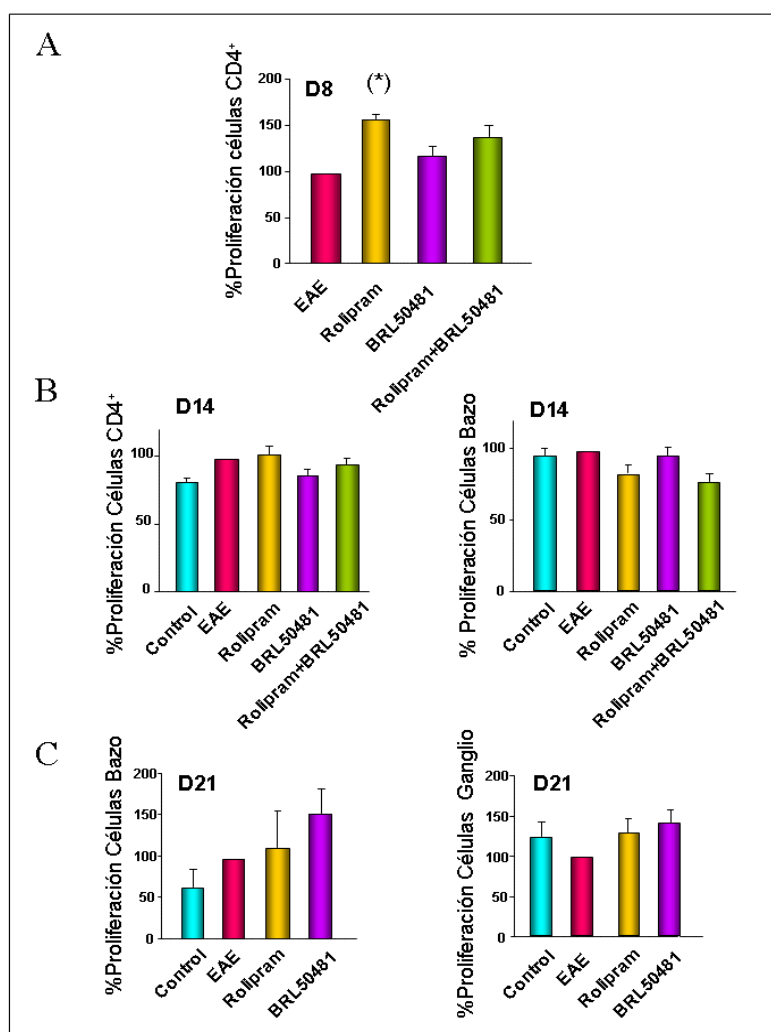 A
%Proliferación células CD4+
200
150
100
50
0
D8
(*)
EAE
Rolipram
BRL50481
Rolipram+BRL50481
B
%Proliferación Células CD4+
100
50
0
D14
Control
EAE
Rolipram
BRL50481
Rolipram+BRL50481
% Proliferación Células Bazo
100
50
0
D14
Control
EAE
Rolipram
BRL50481
Rolipram+BRL50481
C
%Proliferación Células Bazo
200
150
100
50
0
D21
Control
EAE
Rolipram
BRL50481
%Proliferación Células Ganglio
200
150
100
50
0
D21
Control
EAE
Rolipram
BRL50481